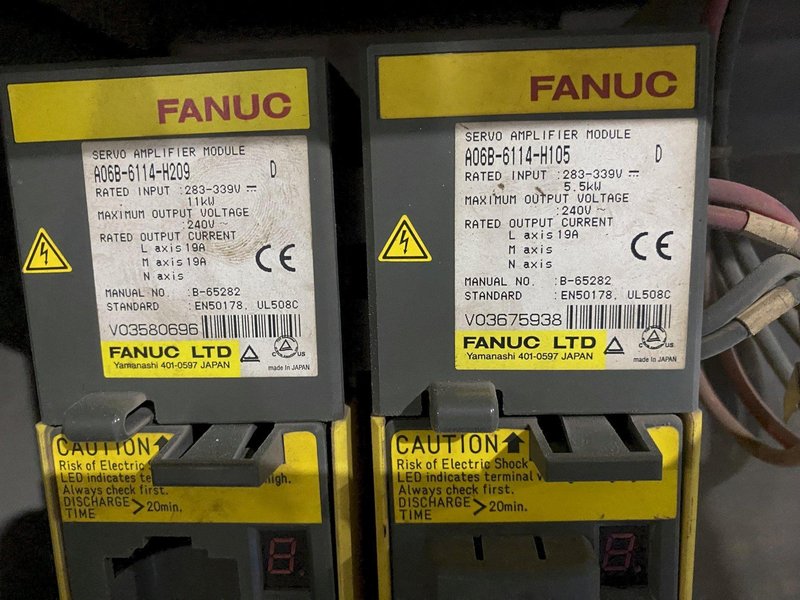 FANUC
SERVO AMPLIFIER MODULE
A06B-6114-H209 D
RATED INPUT :283-339V
11kW
MAXIMUM OUTPUT VOLTAGE
:240V ~
RATED OUTPUT CURRENT
L axis 19A
M axis 19A
N axis
CE
MANUAL NO. :B-65282
STANDARD :EN50178, UL508C
V03580696
FANUC LTD
Yamanashi 401-0597 JAPAN
made in JAPAN
CAUTION
Risk of Electric
LED indicates high.
Always check first.
DISCHARGE >20min.
TIME
8
FANUC
SERVO AMPLIFIER MODULE
A06B-6114-H105 D
RATED INPUT :283-339V
5.5kW
MAXIMUM OUTPUT VOLTAGE
:240V ~
RATED OUTPUT CURRENT
L axis 19A
M axis
N axis
CE
MANUAL NO. :B-65282
STANDARD :EN50178, UL508C
V03675938
FANUC LTD
Yamanashi 401-0597 JAPAN
made in JAPAN
CAUTION
Risk of Electric Shock
LED indicates terminal
Always check first.
DISCHARGE >20min.
TIME
8